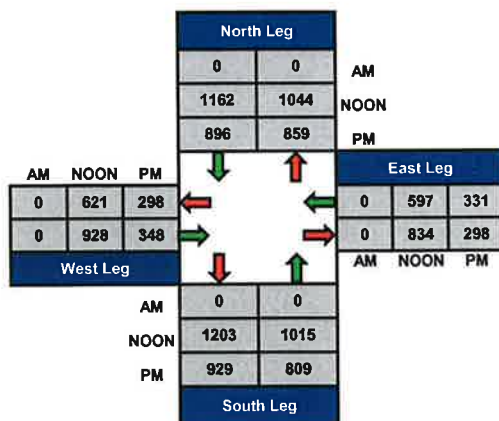 North Leg
0 0 AM
1162 1044 NOON
896 859 PM
AM NOON PM
East Leg
0 621 298
0 597 331
0 928 348
0 834 298
West Leg
AM NOON PM
AM 0 0
NOON 1203 1015
PM 929 809
South Leg